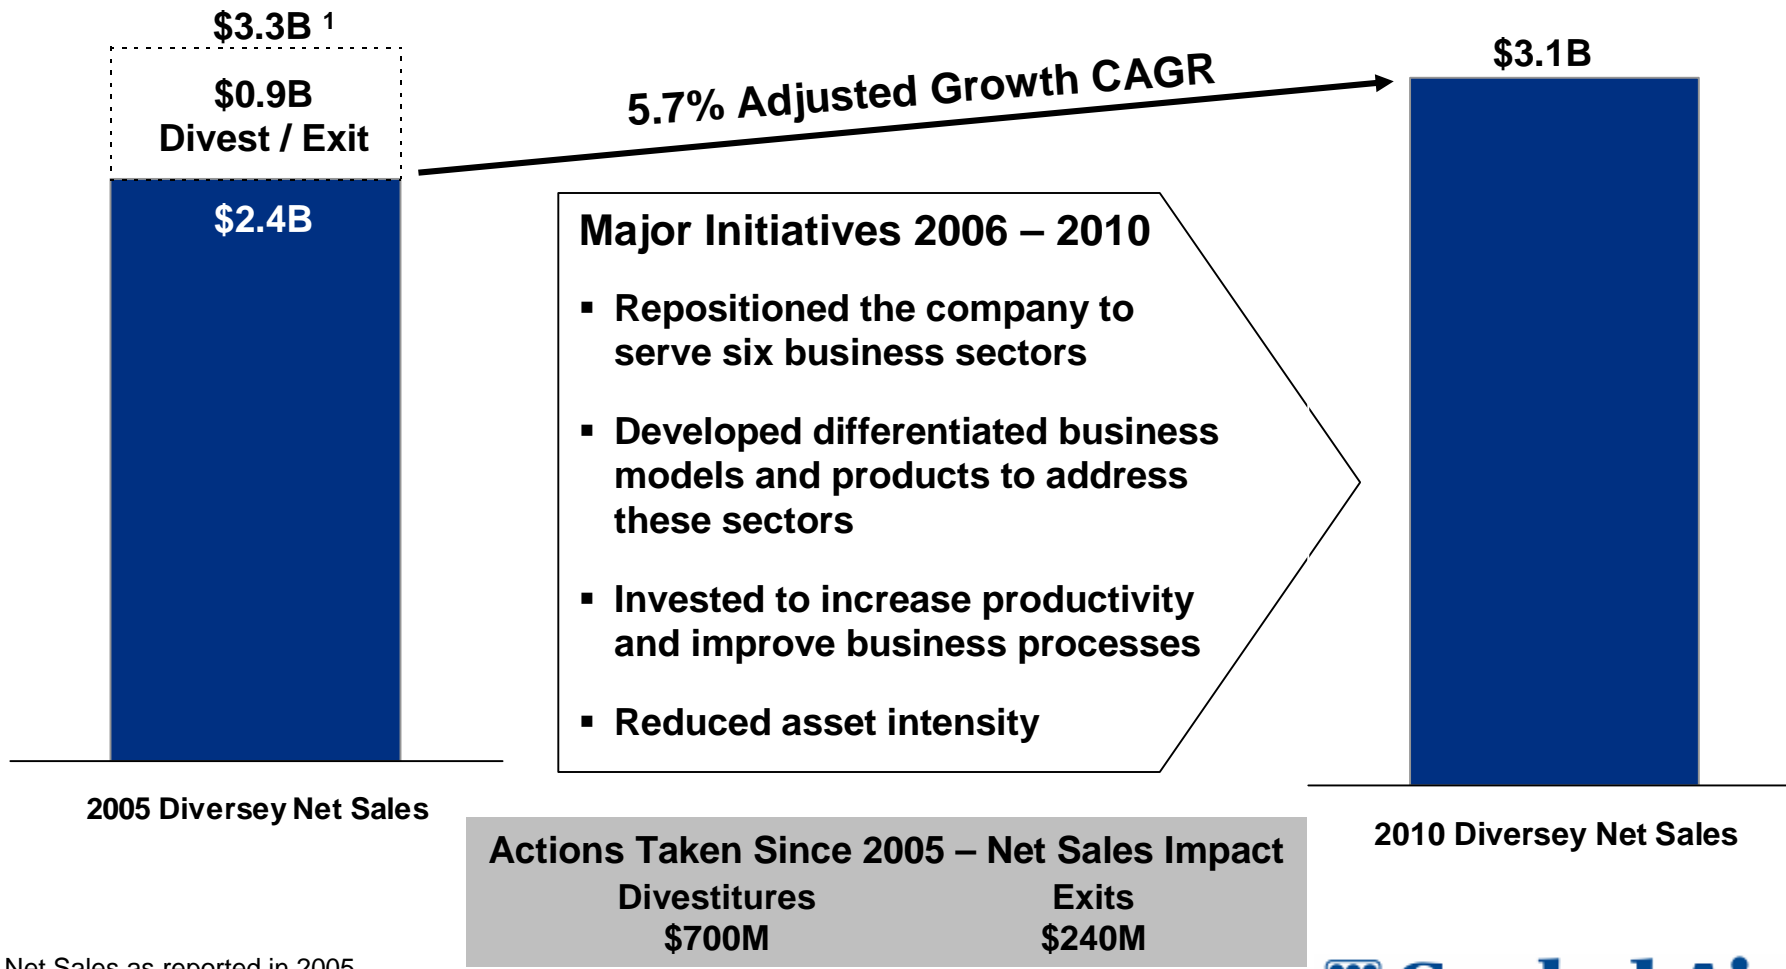 $3.3B 1
$0.9B
Divest / Exit
$2.4B
5.7% Adjusted Growth CAGR
$3.1B
Major Initiatives 2006 – 2010
▪ Repositioned the company to
serve six business sectors
▪ Developed differentiated business
models and products to address
these sectors
▪ Invested to increase productivity
and improve business processes
▪ Reduced asset intensity
2005 Diversey Net Sales
2010 Diversey Net Sales
Actions Taken Since 2005 – Net Sales Impact
Divestitures Exits
$700M $240M
Net Sales as reported in 2005